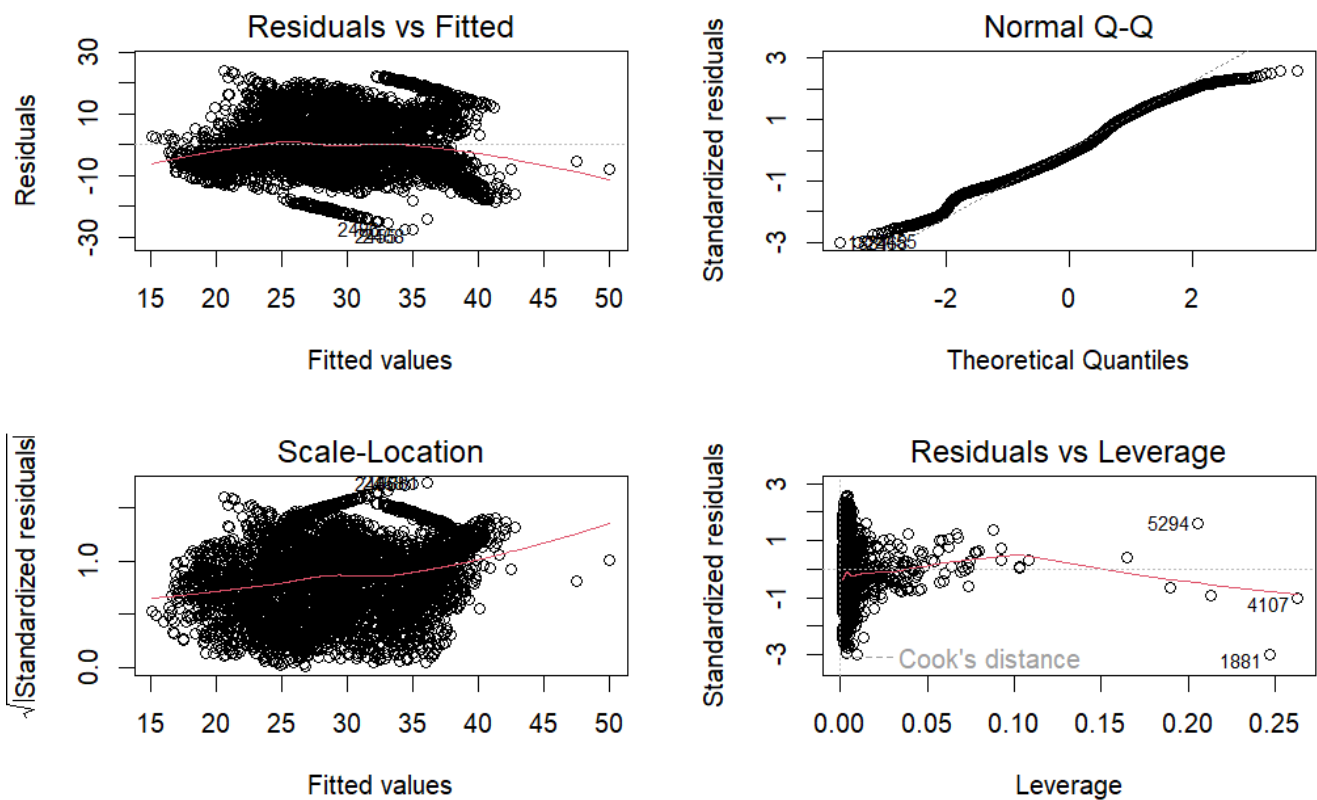 Residuals vs Fitted
Residuals
30
10
-10
-30
15 20 25 30 35 40 45 50
Fitted values
Normal Q-Q
Standardized residuals
3
1
-1
-3
-2 0 2
Theoretical Quantiles
Scale-Location
√|Standardized residuals|
1.0
0.0
15 20 25 30 35 40 45 50
Fitted values
Residuals vs Leverage
Standardized residuals
3
1
-1
-3
5294
4107
1881
Cook's distance
0.00 0.05 0.10 0.15 0.20 0.25
Leverage